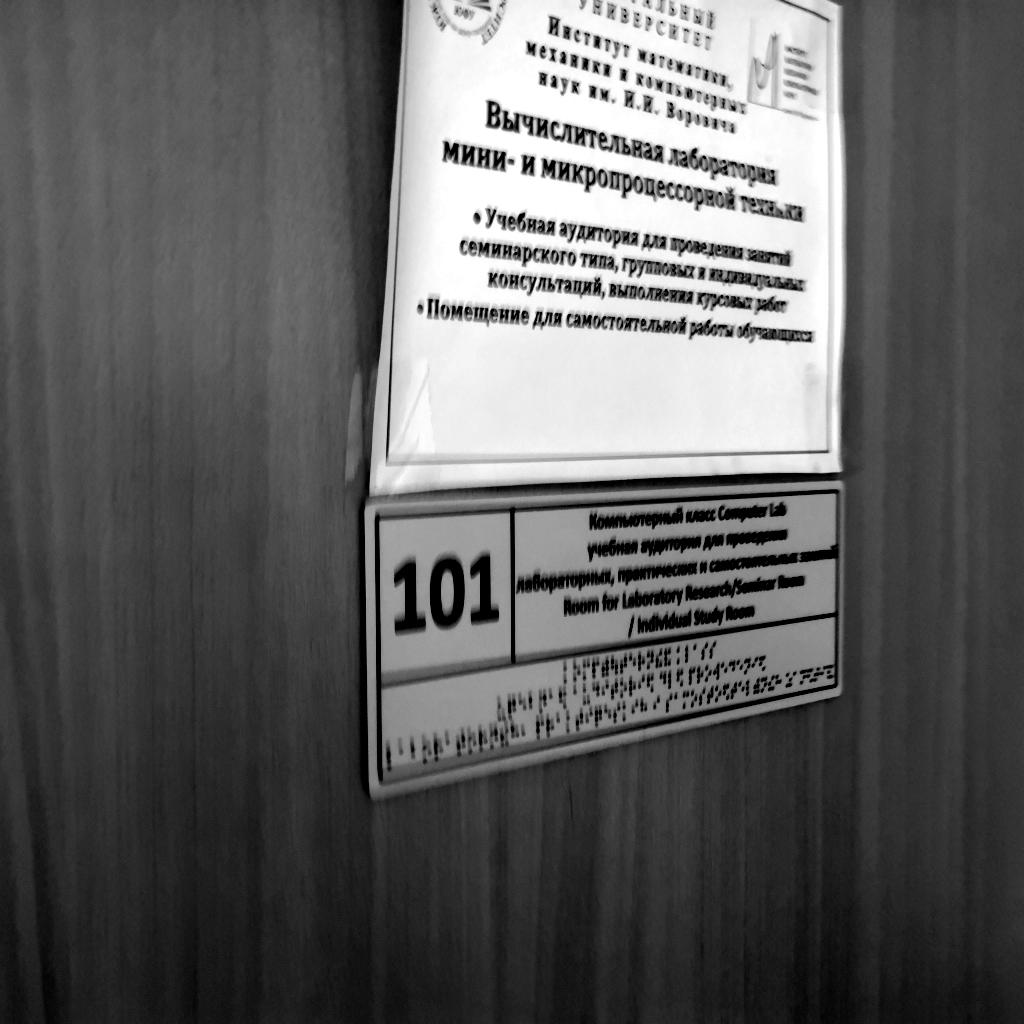 ЮФУ
УНИВЕРСИТЕТ
Институт математики,
механики и компьютерных
наук им. И.И. Воровича
Вычислительная лаборатория
мини- и микропроцессорной техники
• Учебная аудитория для проведения занятий
семинарского типа, групповых и индивидуальных
консультаций, выполнения курсовых работ
• Помещение для самостоятельной работы обучающихся
101
Компьютерный класс Computer Lab
учебная аудитория для проведения
лабораторных, практических и самостоятельных занятий
Room for Laboratory Research/Seminar Room
/ Individual Study Room